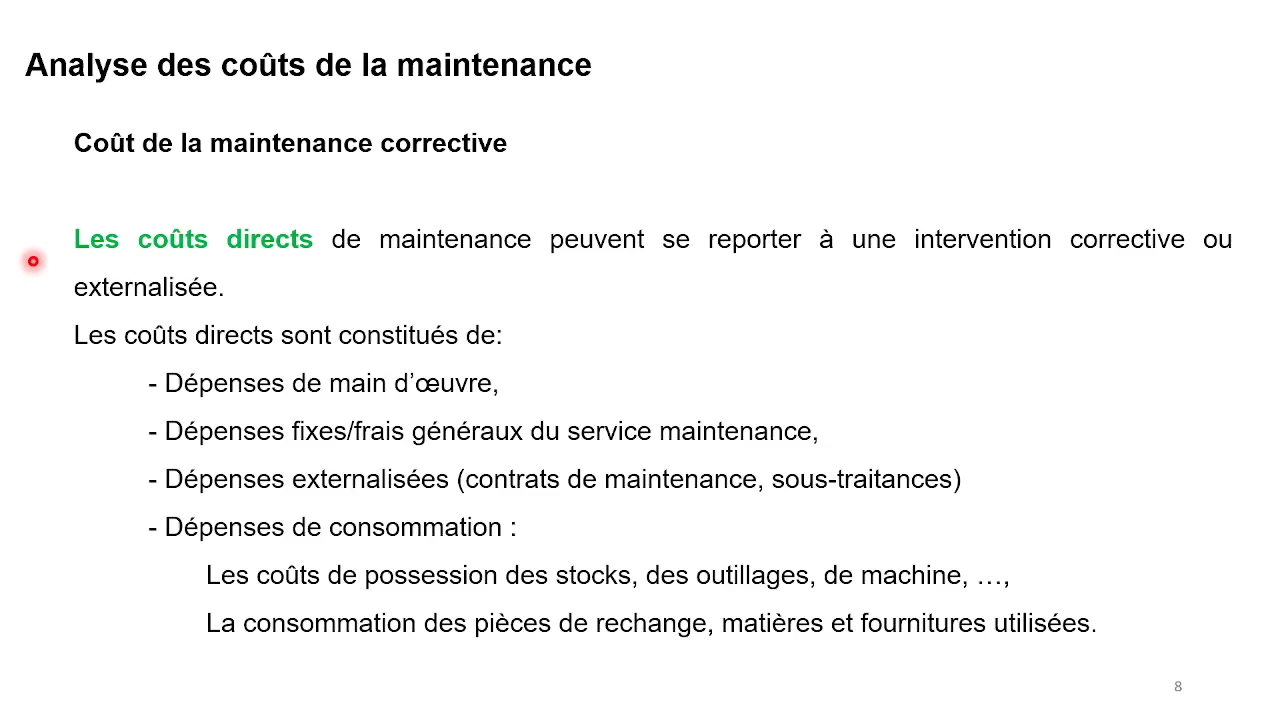 Analyse des coûts de la maintenance
Coût de la maintenance corrective
Les coûts directs de maintenance peuvent se reporter à une intervention corrective ou
externalisée.
Les coûts directs sont constitués de:
- Dépenses de main d’œuvre,
- Dépenses fixes/frais généraux du service maintenance,
- Dépenses externalisées (contrats de maintenance, sous-traitances)
- Dépenses de consommation :
Les coûts de possession des stocks, des outillages, de machine, …,
La consommation des pièces de rechange, matières et fournitures utilisées.
8